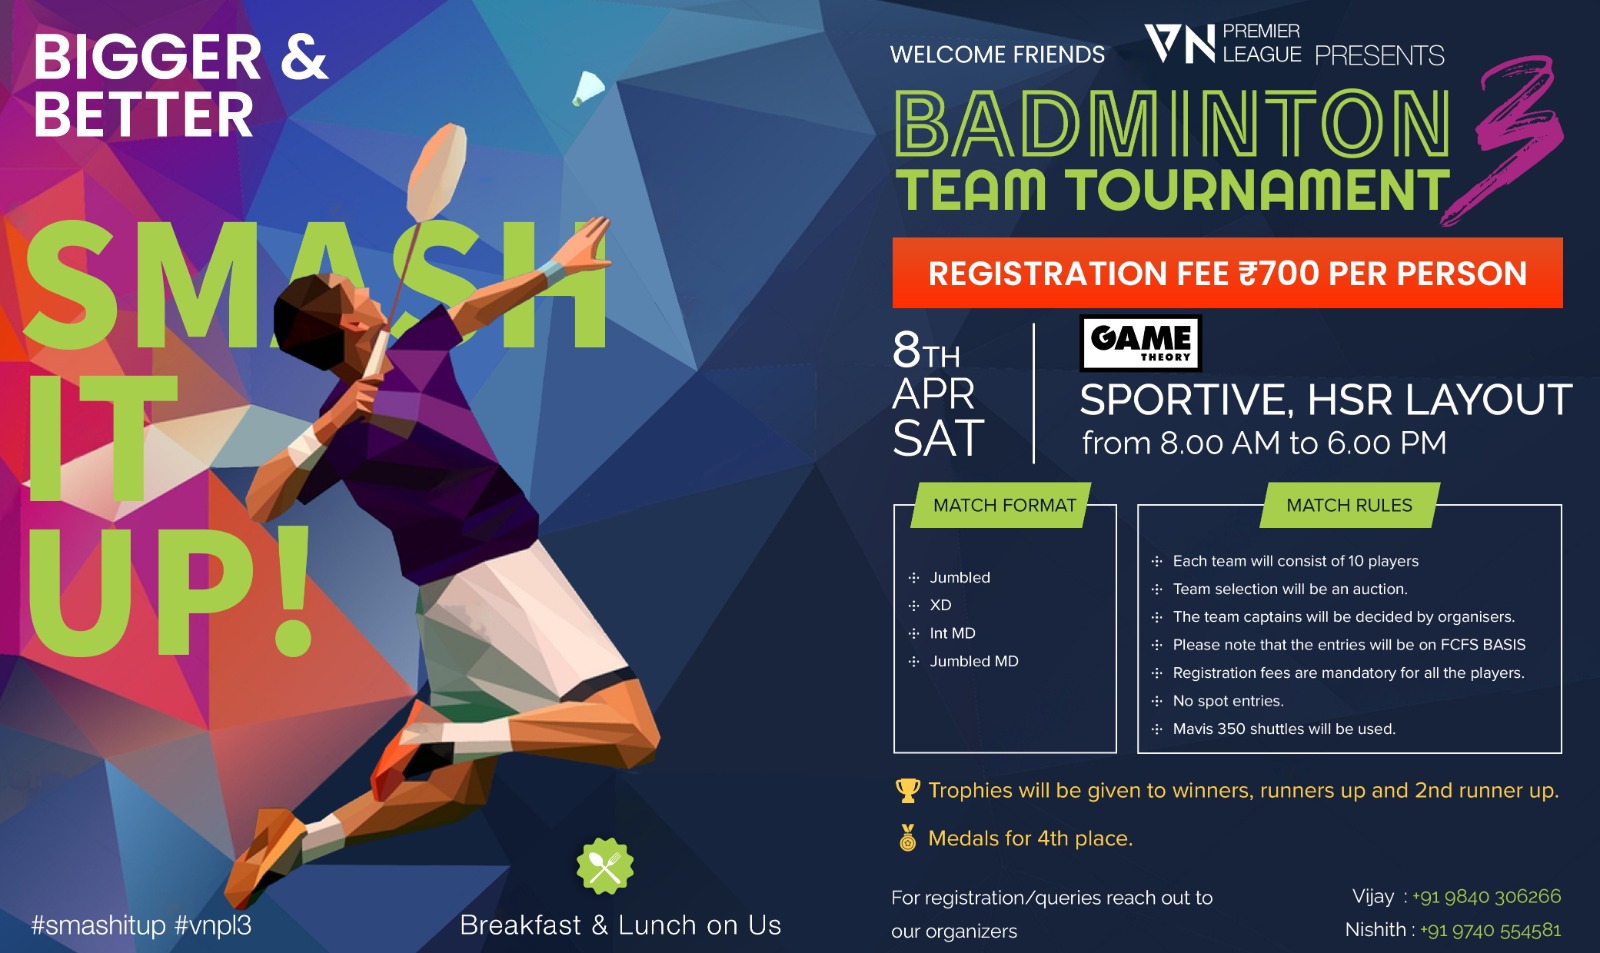 BIGGER &
BETTER
SMASH
IT
UP!
#smashitup #vnpl3
Breakfast & Lunch on Us
WELCOME FRIENDS
VN PREMIER
LEAGUE PRESENTS
BADMINTON 3
TEAM TOURNAMENT
REGISTRATION FEE ₹700 PER PERSON
8TH
APR
SAT
GAME
THEORY
SPORTIVE, HSR LAYOUT
from 8.00 AM to 6.00 PM
MATCH FORMAT
Jumbled
XD
Int MD
Jumbled MD
MATCH RULES
Each team will consist of 10 players
Team selection will be an auction.
The team captains will be decided by organisers.
Please note that the entries will be on FCFS BASIS
Registration fees are mandatory for all the players.
No spot entries.
Mavis 350 shuttles will be used.
Trophies will be given to winners, runners up and 2nd runner up.
Medals for 4th place.
For registration/queries reach out to
our organizers
Vijay : +91 9840 306266
Nishith : +91 9740 554581